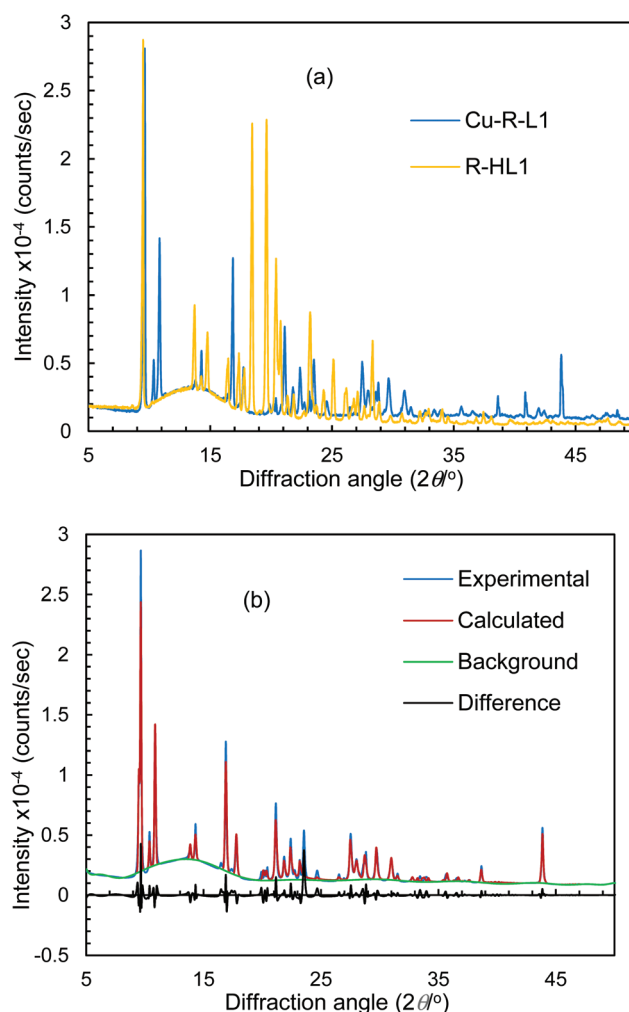 3
2.5
2
1.5
1
0.5
0
Intensity x10⁻⁴ (counts/sec)
(a)
Cu-R-L1
R-HL1
5 15 25 35 45
Diffraction angle (2θ/°)
3
2.5
2
1.5
1
0.5
0
-0.5
Intensity x10⁻⁴ (counts/sec)
(b)
Experimental
Calculated
Background
Difference
5 15 25 35 45
Diffraction angle (2θ/°)